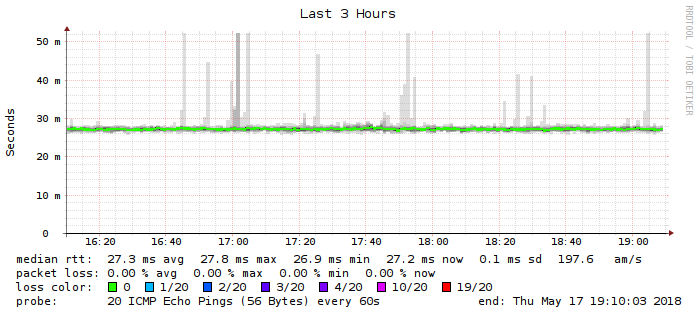 Last 3 Hours
RRDTOOL / TOBI OETIKER
Seconds
50 m
40 m
30 m
20 m
10 m
0
16:20 16:40 17:00 17:20 17:40 18:00 18:20 18:40 19:00
median rtt: 27.3 ms avg 27.8 ms max 26.9 ms min 27.2 ms now 0.1 ms sd 197.6 am/s
packet loss: 0.00 % avg 0.00 % max 0.00 % min 0.00 % now
loss color: 0 1/20 2/20 3/20 4/20 10/20 19/20
probe: 20 ICMP Echo Pings (56 Bytes) every 60s end: Thu May 17 19:10:03 2018